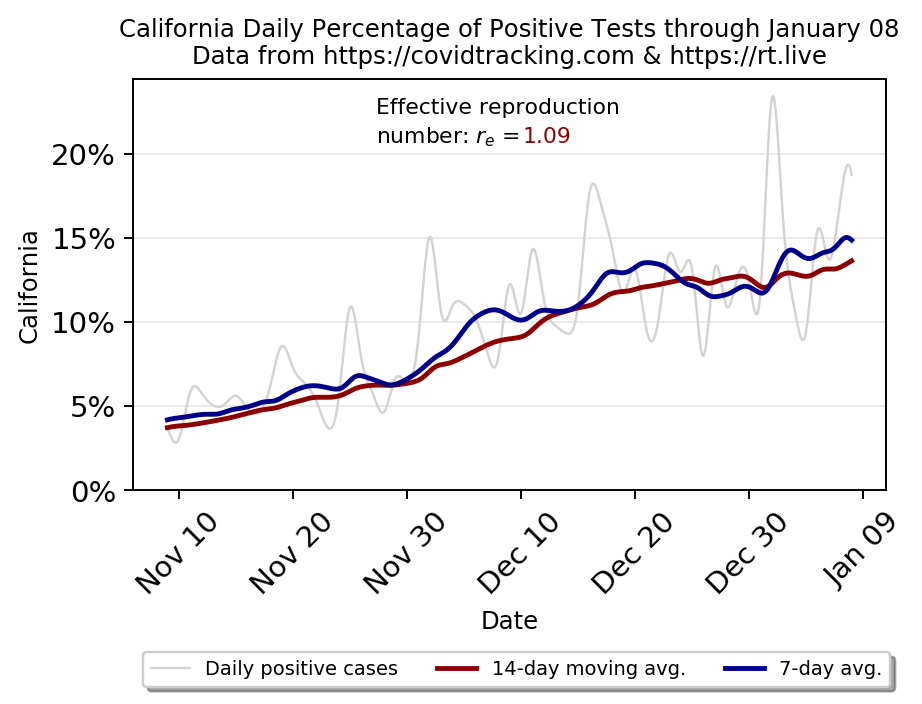 California Daily Percentage of Positive Tests through January 08
Data from https://covidtracking.com & https://rt.live
Effective reproduction
number: rₑ =1.09
California
20%
15%
10%
5%
0%
Nov 10
Nov 20
Nov 30
Dec 10
Dec 20
Dec 30
Jan 09
Date
Daily positive cases
14-day moving avg.
7-day avg.